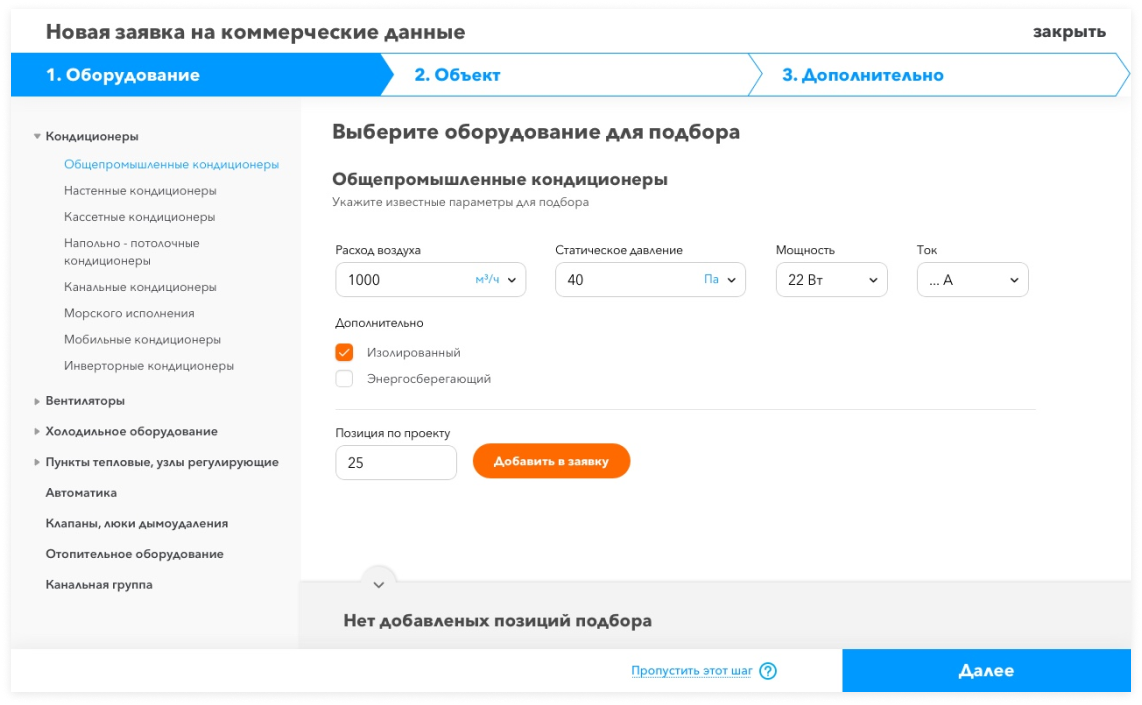 Новая заявка на коммерческие данные
закрыть
1. Оборудование
2. Объект
3. Дополнительно
Кондиционеры
Общепромышленные кондиционеры
Настенные кондиционеры
Кассетные кондиционеры
Напольно - потолочные
кондиционеры
Канальные кондиционеры
Морского исполнения
Мобильные кондиционеры
Инверторные кондиционеры
Вентиляторы
Холодильное оборудование
Пункты тепловые, узлы регулирующие
Автоматика
Клапаны, люки дымоудаления
Отопительное оборудование
Канальная группа
Выберите оборудование для подбора
Общепромышленные кондиционеры
Укажите известные параметры для подбора
Расход воздуха
1000 м³/ч
Статическое давление
40 Па
Мощность
22 Вт
Ток
... А
Дополнительно
Изолированный
Энергосберегающий
Позиция по проекту
25
Добавить в заявку
Нет добавленых позиций подбора
Пропустить этот шаг ?
Далее